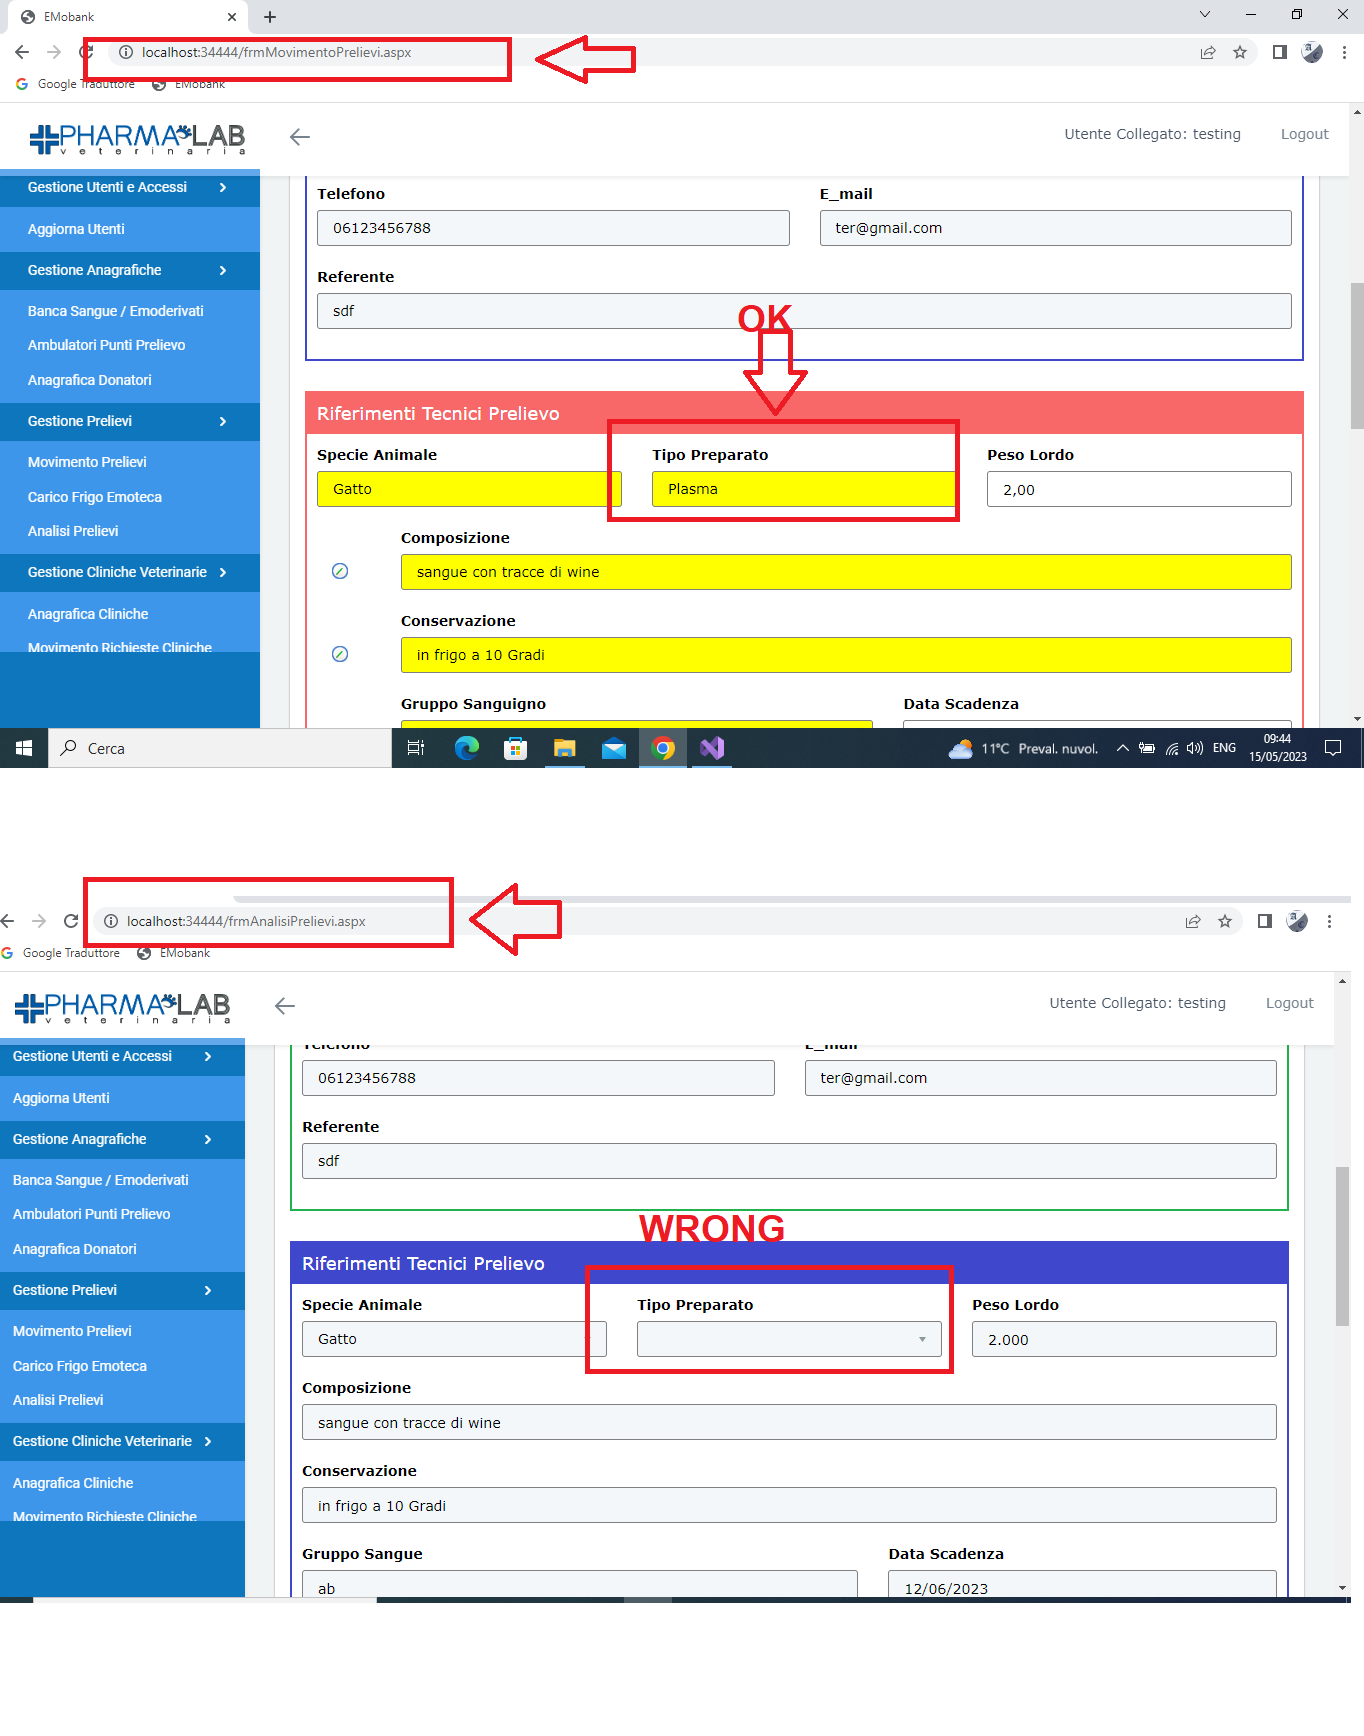 EMobank
localhost:34444/frmMovimentoPrelievi.aspx
Google Traduttore EMobank
PHARMA LAB
veterinaria
Utente Collegato: testing Logout
Gestione Utenti e Accessi
Aggiorna Utenti
Gestione Anagrafiche
Banca Sangue / Emoderivati
Ambulatori Punti Prelievo
Anagrafica Donatori
Gestione Prelievi
Movimento Prelievi
Carico Frigo Emoteca
Analisi Prelievi
Gestione Cliniche Veterinarie
Anagrafica Cliniche
Movimento Richieste Cliniche
Telefono E_mail
06123456788 ter@gmail.com
Referente
sdf
OK
Riferimenti Tecnici Prelievo
Specie Animale Tipo Preparato Peso Lordo
Gatto Plasma 2,00
Composizione
sangue con tracce di wine
Conservazione
in frigo a 10 Gradi
Gruppo Sanguigno Data Scadenza
Cerca
11°C Preval. nuvol. ENG 09:44
15/05/2023
localhost:34444/frmAnalisiPrelievi.aspx
Google Traduttore EMobank
PHARMA LAB
veterinaria
Utente Collegato: testing Logout
Gestione Utenti e Accessi
Aggiorna Utenti
Gestione Anagrafiche
Banca Sangue / Emoderivati
Ambulatori Punti Prelievo
Anagrafica Donatori
Gestione Prelievi
Movimento Prelievi
Carico Frigo Emoteca
Analisi Prelievi
Gestione Cliniche Veterinarie
Anagrafica Cliniche
Movimento Richieste Cliniche
Telefono E_mail
06123456788 ter@gmail.com
Referente
sdf
WRONG
Riferimenti Tecnici Prelievo
Specie Animale Tipo Preparato Peso Lordo
Gatto 2.000
Composizione
sangue con tracce di wine
Conservazione
in frigo a 10 Gradi
Gruppo Sangue Data Scadenza
ab 12/06/2023